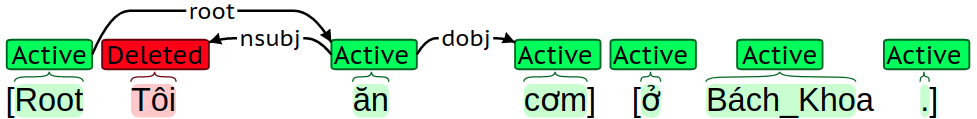 root
nsubj dobj
Active Deleted Active Active Active Active Active
[Root Tôi ăn cơm] [ở Bách_Khoa .]